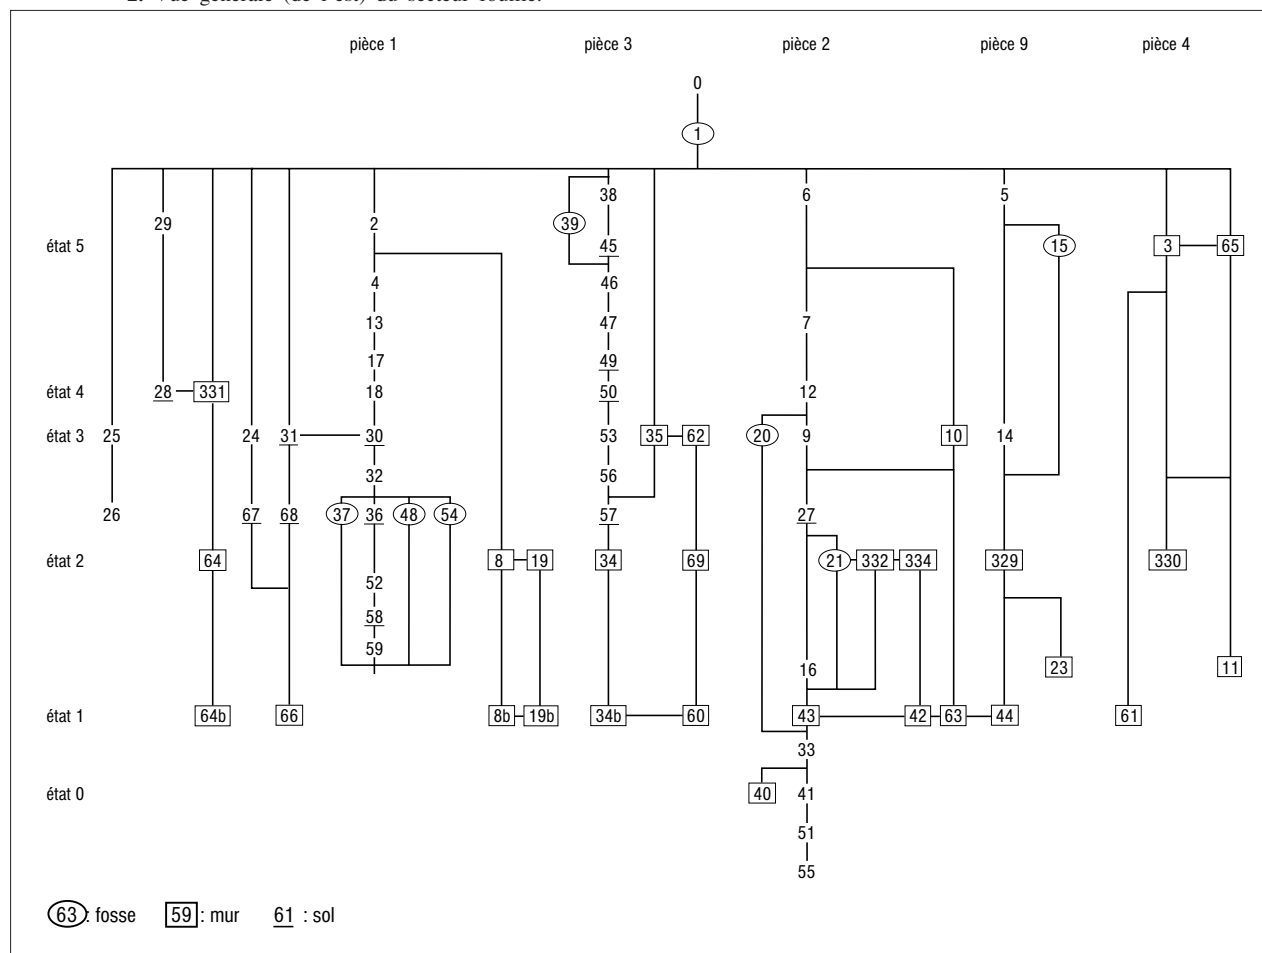 2. Vue générale (de l'est) du secteur fouillé.
pièce 1 pièce 3 pièce 2 pièce 9 pièce 4
0
1
38 6 5
29 2 39
état 5 45 15 3 65
4 46
13 47 7
17 49
état 4 28 331 18 50 12
état 3 25 24 31 30 53 35 62 20 9 10 14
32 56
26 67 68 37 36 48 54 57 27
état 2 64 8 19 34 69 21 332 334 329 330
52
58
59
16 23 11
état 1 64b 66 8b 19b 34b 60 43 42 63 44 61
33
état 0 40 41
51
55
63 : fosse 59 : mur 61 : sol